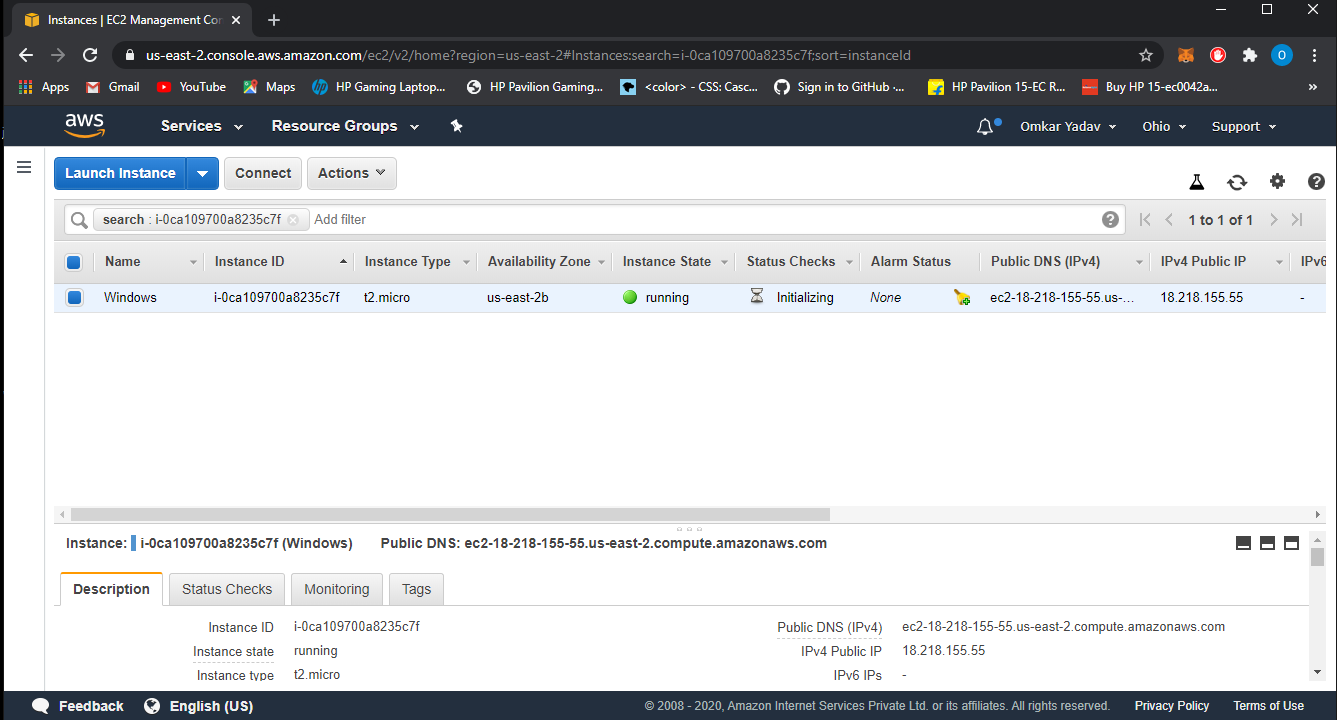 Instances | EC2 Management Con
us-east-2.console.aws.amazon.com/ec2/v2/home?region=us-east-2#Instances:search=i-0ca109700a8235c7f;sort=instanceId
O
Apps Gmail YouTube Maps HP Gaming Laptop... HP Pavilion Gaming... <color> - CSS: Casc... Sign in to GitHub ·... HP Pavilion 15-EC R... Buy HP 15-ec0042a... »
aws Services Resource Groups Omkar Yadav Ohio Support
Launch Instance Connect Actions
search : i-0ca109700a8235c7f Add filter 1 to 1 of 1
Name Instance ID Instance Type Availability Zone Instance State Status Checks Alarm Status Public DNS (IPv4) IPv4 Public IP IPv6
Windows i-0ca109700a8235c7f t2.micro us-east-2b running Initializing None ec2-18-218-155-55.us-... 18.218.155.55 -
Instance: i-0ca109700a8235c7f (Windows) Public DNS: ec2-18-218-155-55.us-east-2.compute.amazonaws.com
Description Status Checks Monitoring Tags
Instance ID i-0ca109700a8235c7f Public DNS (IPv4) ec2-18-218-155-55.us-east-2.compute.amazonaws.com
Instance state running IPv4 Public IP 18.218.155.55
Instance type t2.micro IPv6 IPs -
Feedback English (US) © 2008 - 2020, Amazon Internet Services Private Ltd. or its affiliates. All rights reserved. Privacy Policy Terms of Use